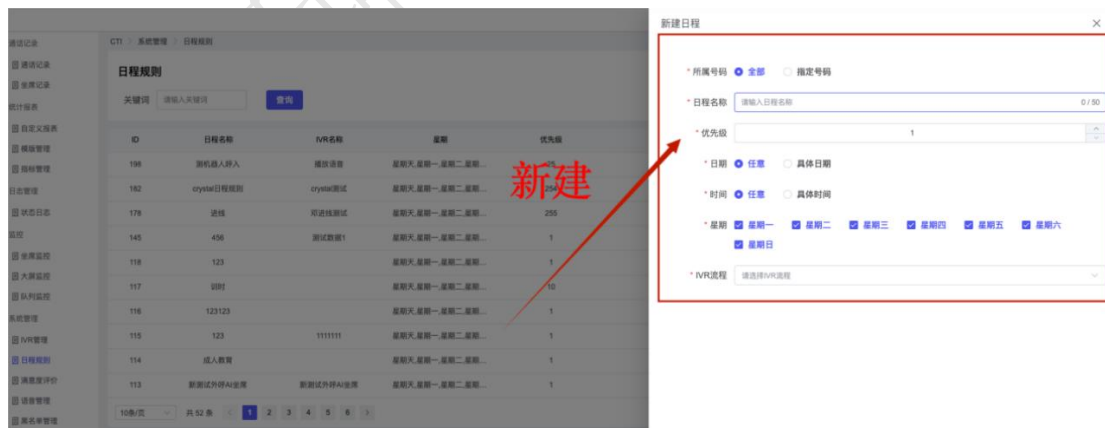 新建日程
通话记录
CTI > 系统管理 > 日程规则
通话记录
坐席记录
统计报表
自定义报表
模版管理
指标管理
日志管理
状态日志
监控
坐席监控
大屏监控
队列监控
系统管理
IVR管理
日程规则
满意度评价
语音管理
黑名单管理
日程规则
关键词 请输入关键词 查询
ID 日程名称 IVR名称 星期 优先级
198 测机器人呼入 播放语音 星期天,星期一,星期二,星期... 25
182 crystal日程规则 crystal测试 星期天,星期一,星期二,星期... 254
178 进线 邓进线测试 星期天,星期一,星期二,星期... 255
145 456 测试数据1 星期天,星期一,星期二,星期... 1
118 123 星期天,星期一,星期二,星期... 1
117 星期天,星期一,星期二,星期... 10
116 123123 星期天,星期一,星期二,星期... 1
115 123 1111111 星期天,星期一,星期二,星期... 1
114 成人教育 星期天,星期一,星期二,星期... 1
113 新测试外呼AI坐席 新测试外呼AI坐席 星期天,星期一,星期二,星期... 1
10条/页 共 52 条 < 1 2 3 4 5 6 >
新建
* 所属号码 全部 指定号码
* 日程名称 请输入日程名称 0 / 50
* 优先级 1
* 日期 任意 具体日期
* 时间 任意 具体时间
* 星期 星期一 星期二 星期三 星期四 星期五 星期六
星期日
* IVR流程 请选择IVR流程